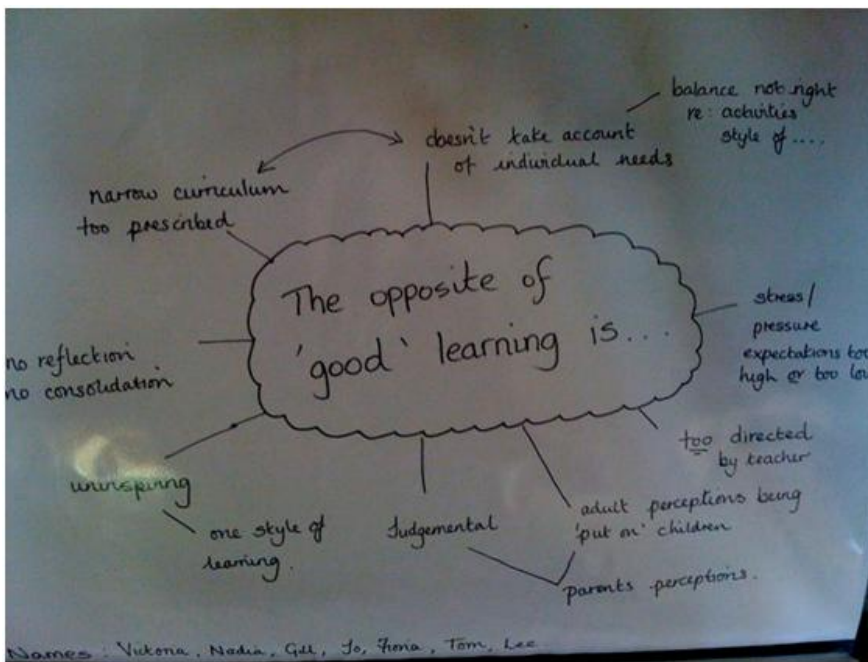 balance not right
re: activities
style of ....
doesn't take account
of individual needs
narrow curriculum
too prescribed
The opposite of
'good' learning is...
stress/
pressure
expectations too
high or too low
no reflection
no consolidation
too directed
by teacher
uninspiring
one style of
learning.
Judgemental
adult perceptions being
'put on' children
parents perceptions.
Names: Victoria, Nadia, Gill, Jo, Fiona, Tom, Lee